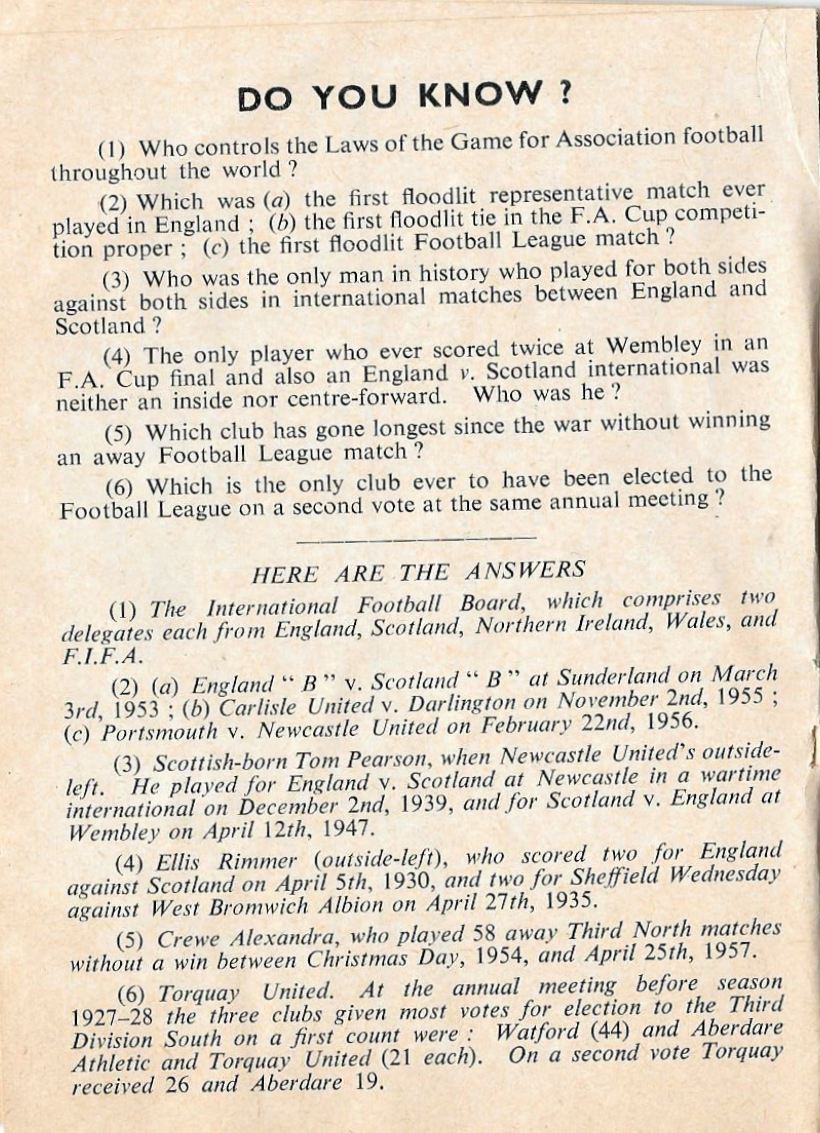 DO YOU KNOW ?
(1) Who controls the Laws of the Game for Association football
throughout the world ?
(2) Which was (a) the first floodlit representative match ever
played in England ; (b) the first floodlit tie in the F.A. Cup competi-
tion proper ; (c) the first floodlit Football League match ?
(3) Who was the only man in history who played for both sides
against both sides in international matches between England and
Scotland ?
(4) The only player who ever scored twice at Wembley in an
F.A. Cup final and also an England v. Scotland international was
neither an inside nor centre-forward. Who was he ?
(5) Which club has gone longest since the war without winning
an away Football League match ?
(6) Which is the only club ever to have been elected to the
Football League on a second vote at the same annual meeting ?
HERE ARE THE ANSWERS
(1) The International Football Board, which comprises two
delegates each from England, Scotland, Northern Ireland, Wales, and
F.I.F.A.
(2) (a) England “ B ” v. Scotland “ B ” at Sunderland on March
3rd, 1953 ; (b) Carlisle United v. Darlington on November 2nd, 1955 ;
(c) Portsmouth v. Newcastle United on February 22nd, 1956.
(3) Scottish-born Tom Pearson, when Newcastle United's outside-
left. He played for England v. Scotland at Newcastle in a wartime
international on December 2nd, 1939, and for Scotland v. England at
Wembley on April 12th, 1947.
(4) Ellis Rimmer (outside-left), who scored two for England
against Scotland on April 5th, 1930, and two for Sheffield Wednesday
against West Bromwich Albion on April 27th, 1935.
(5) Crewe Alexandra, who played 58 away Third North matches
without a win between Christmas Day, 1954, and April 25th, 1957.
(6) Torquay United. At the annual meeting before season
1927–28 the three clubs given most votes for election to the Third
Division South on a first count were : Watford (44) and Aberdare
Athletic and Torquay United (21 each). On a second vote Torquay
received 26 and Aberdare 19.